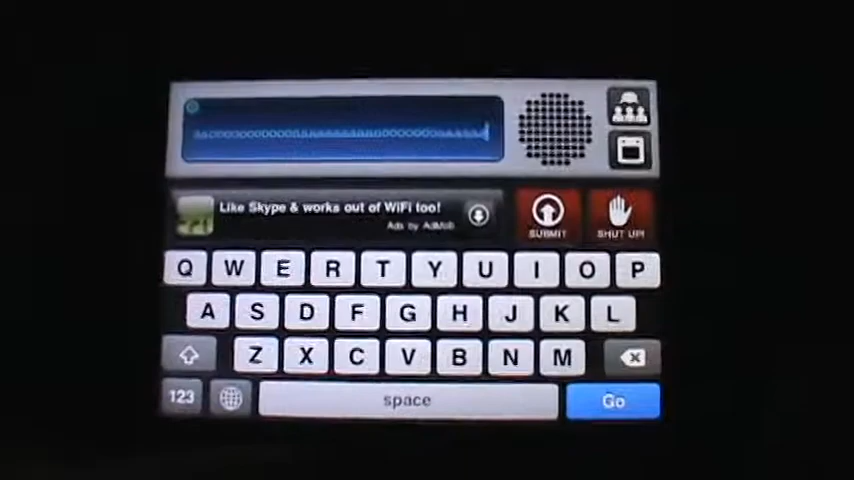 Like Skype & works out of WiFi too!
Ads by AdMob
SUBMIT
SHUT UP!
Q W E R T Y U I O P
A S D F G H J K L
Z X C V B N M
123
space
Go